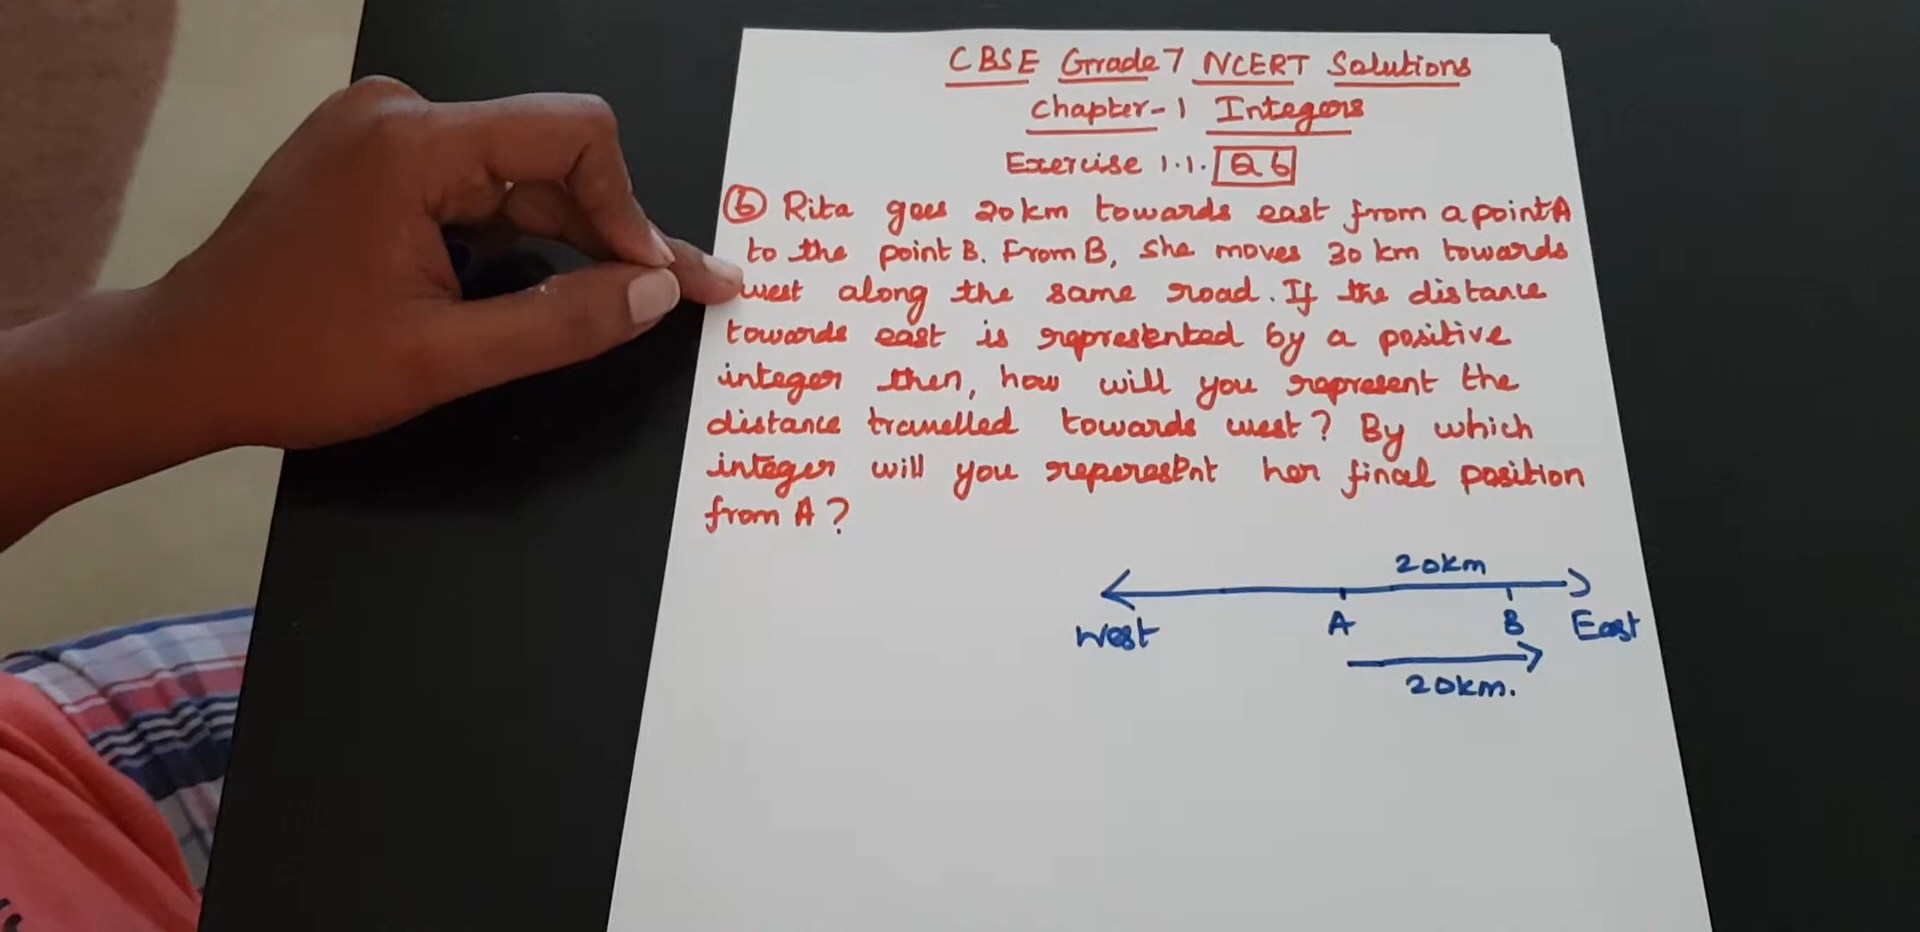 CBSE Grade 7 NCERT Solutions
Chapter-1 Integers
Exercise 1.1. Q6
6 Rita goes 20km towards east from a point A
to the point B. From B, She moves 30 km towards
west along the same road. If the distance
towards east is represented by a positive
integer then, how will you represent the
distance travelled towards west? By which
integer will you reperesent her final position
from A?
20km
West A B East
20km.